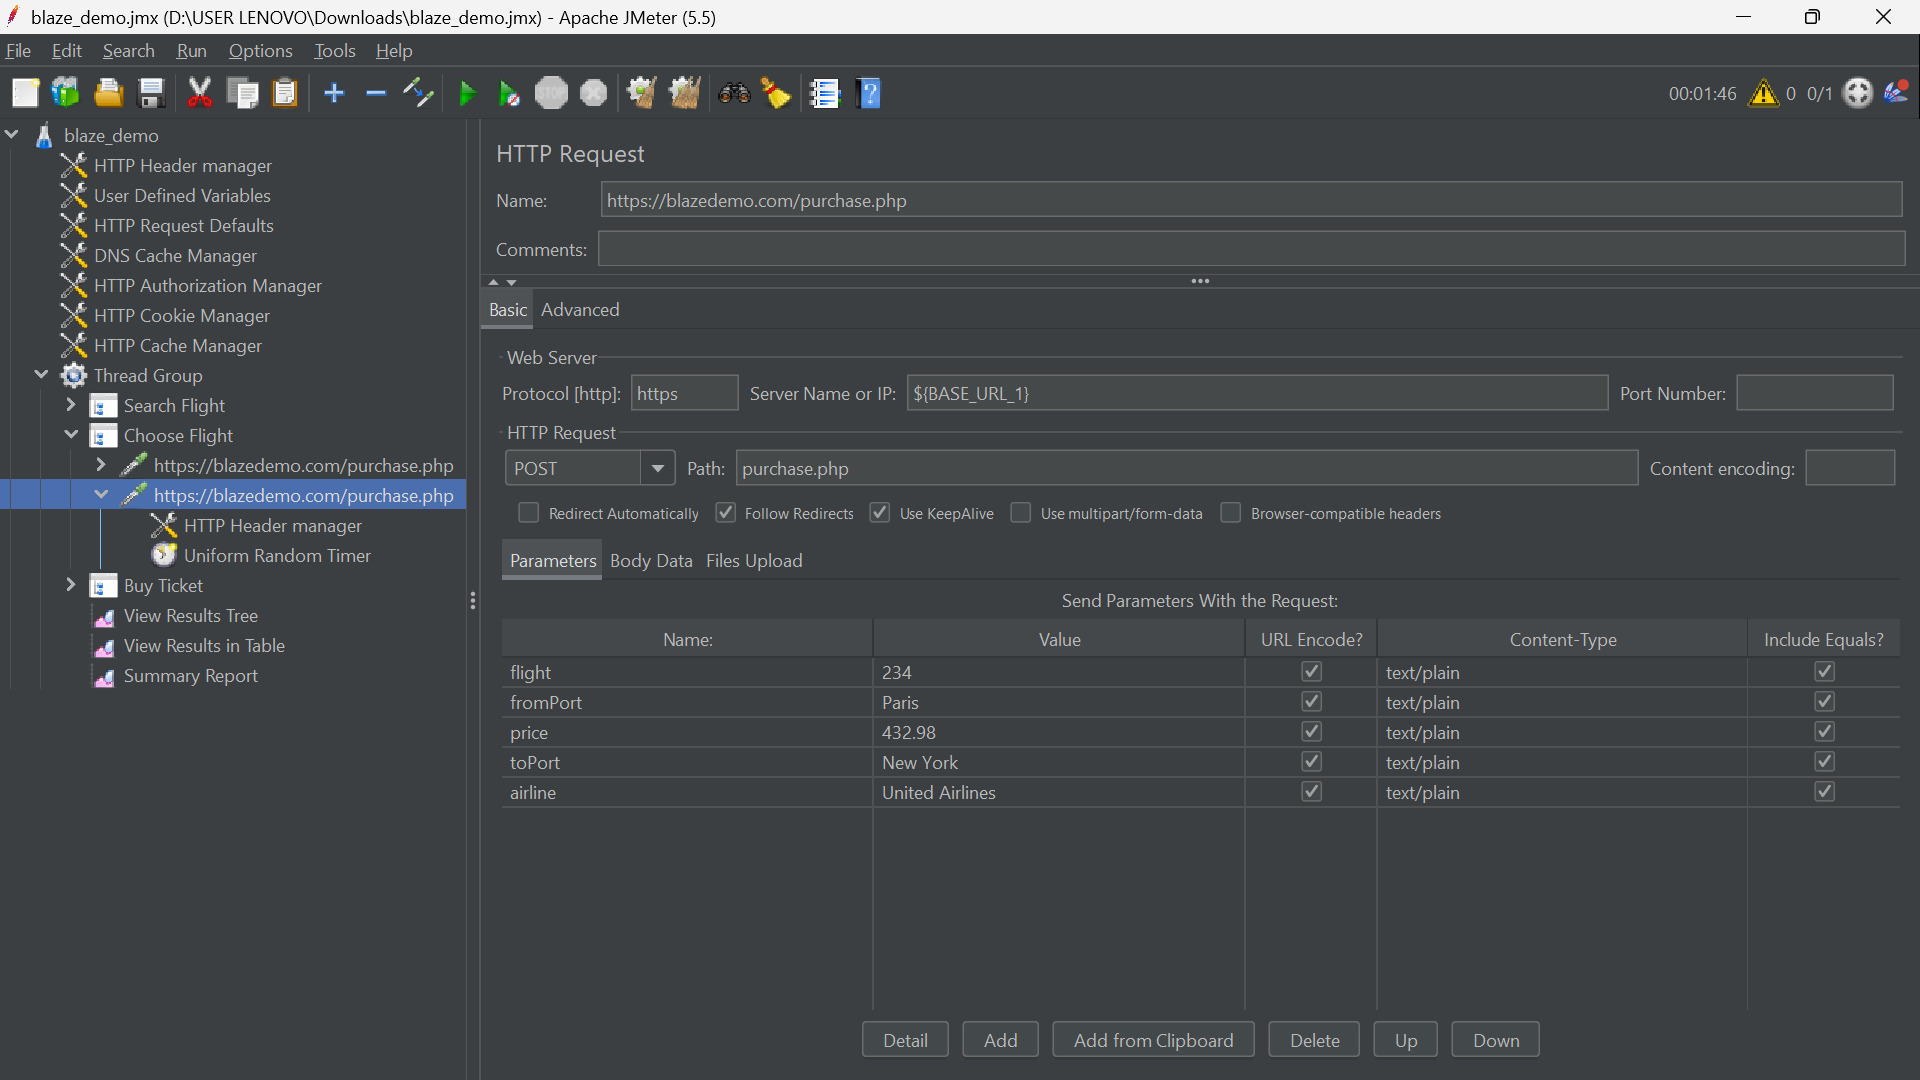 blaze_demo.jmx (D:\USER LENOVO\Downloads\blaze_demo.jmx) - Apache JMeter (5.5)
File Edit Search Run Options Tools Help
STOP
00:01:46 0 0/1
blaze_demo
HTTP Header manager
User Defined Variables
HTTP Request Defaults
DNS Cache Manager
HTTP Authorization Manager
HTTP Cookie Manager
HTTP Cache Manager
Thread Group
Search Flight
Choose Flight
https://blazedemo.com/purchase.php
https://blazedemo.com/purchase.php
HTTP Header manager
Uniform Random Timer
Buy Ticket
View Results Tree
View Results in Table
Summary Report
HTTP Request
Name: https://blazedemo.com/purchase.php
Comments:
Basic Advanced
Web Server
Protocol [http]: https Server Name or IP: ${BASE_URL_1} Port Number:
HTTP Request
POST Path: purchase.php Content encoding:
Redirect Automatically Follow Redirects Use KeepAlive Use multipart/form-data Browser-compatible headers
Parameters Body Data Files Upload
Send Parameters With the Request:
Name: Value URL Encode? Content-Type Include Equals?
flight 234 text/plain
fromPort Paris text/plain
price 432.98 text/plain
toPort New York text/plain
airline United Airlines text/plain
Detail Add Add from Clipboard Delete Up Down